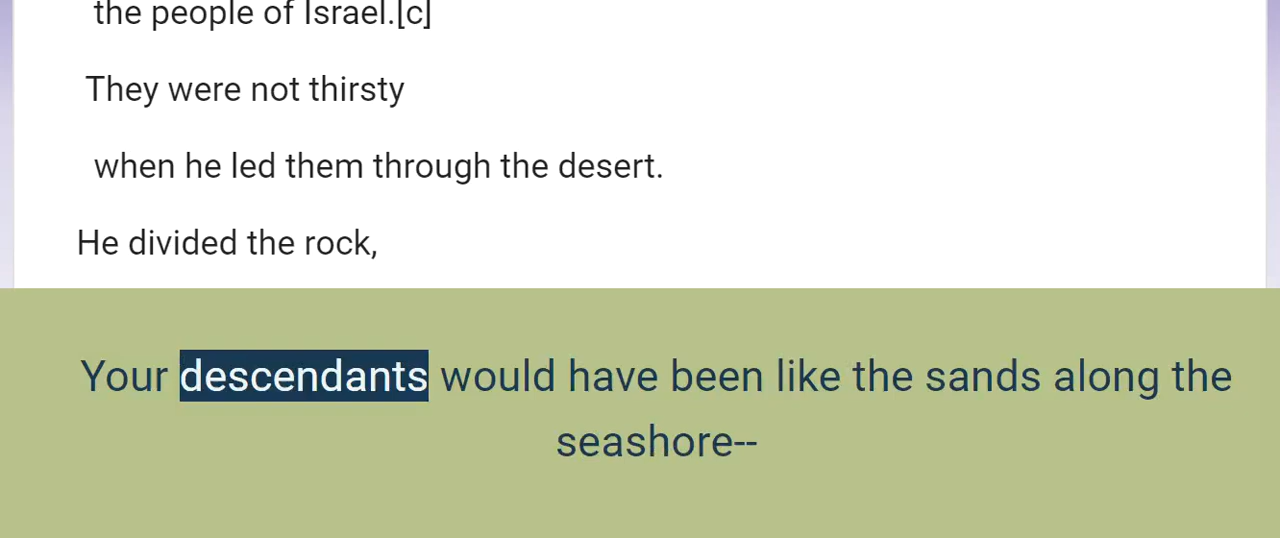 the people of Israel.[c]
They were not thirsty
when he led them through the desert.
He divided the rock,
Your descendants would have been like the sands along the
seashore--